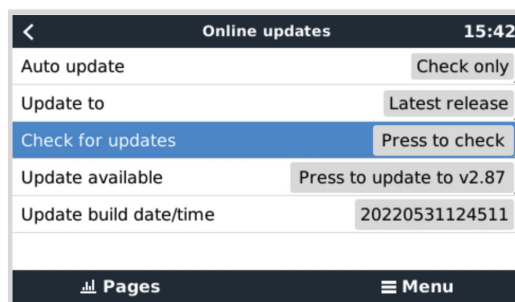 Online updates 15:42
Auto update Check only
Update to Latest release
Check for updates Press to check
Update available Press to update to v2.87
Update build date/time 20220531124511
Pages Menu